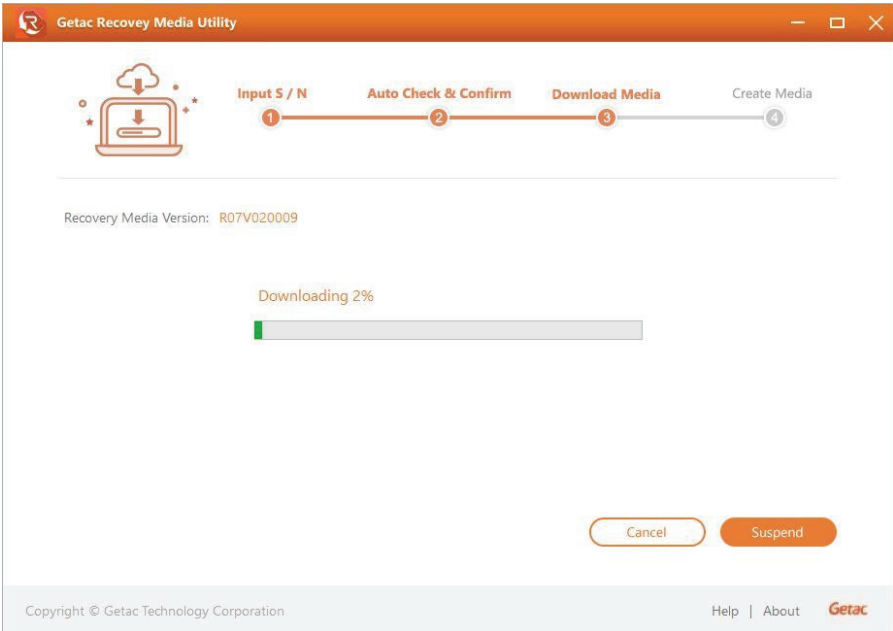 Getac Recovey Media Utility
Input S / N
Auto Check & Confirm
Download Media
Create Media
1
2
3
4
Recovery Media Version: R07V020009
Downloading 2%
Cancel
Suspend
Copyright © Getac Technology Corporation
Help | About
Getac